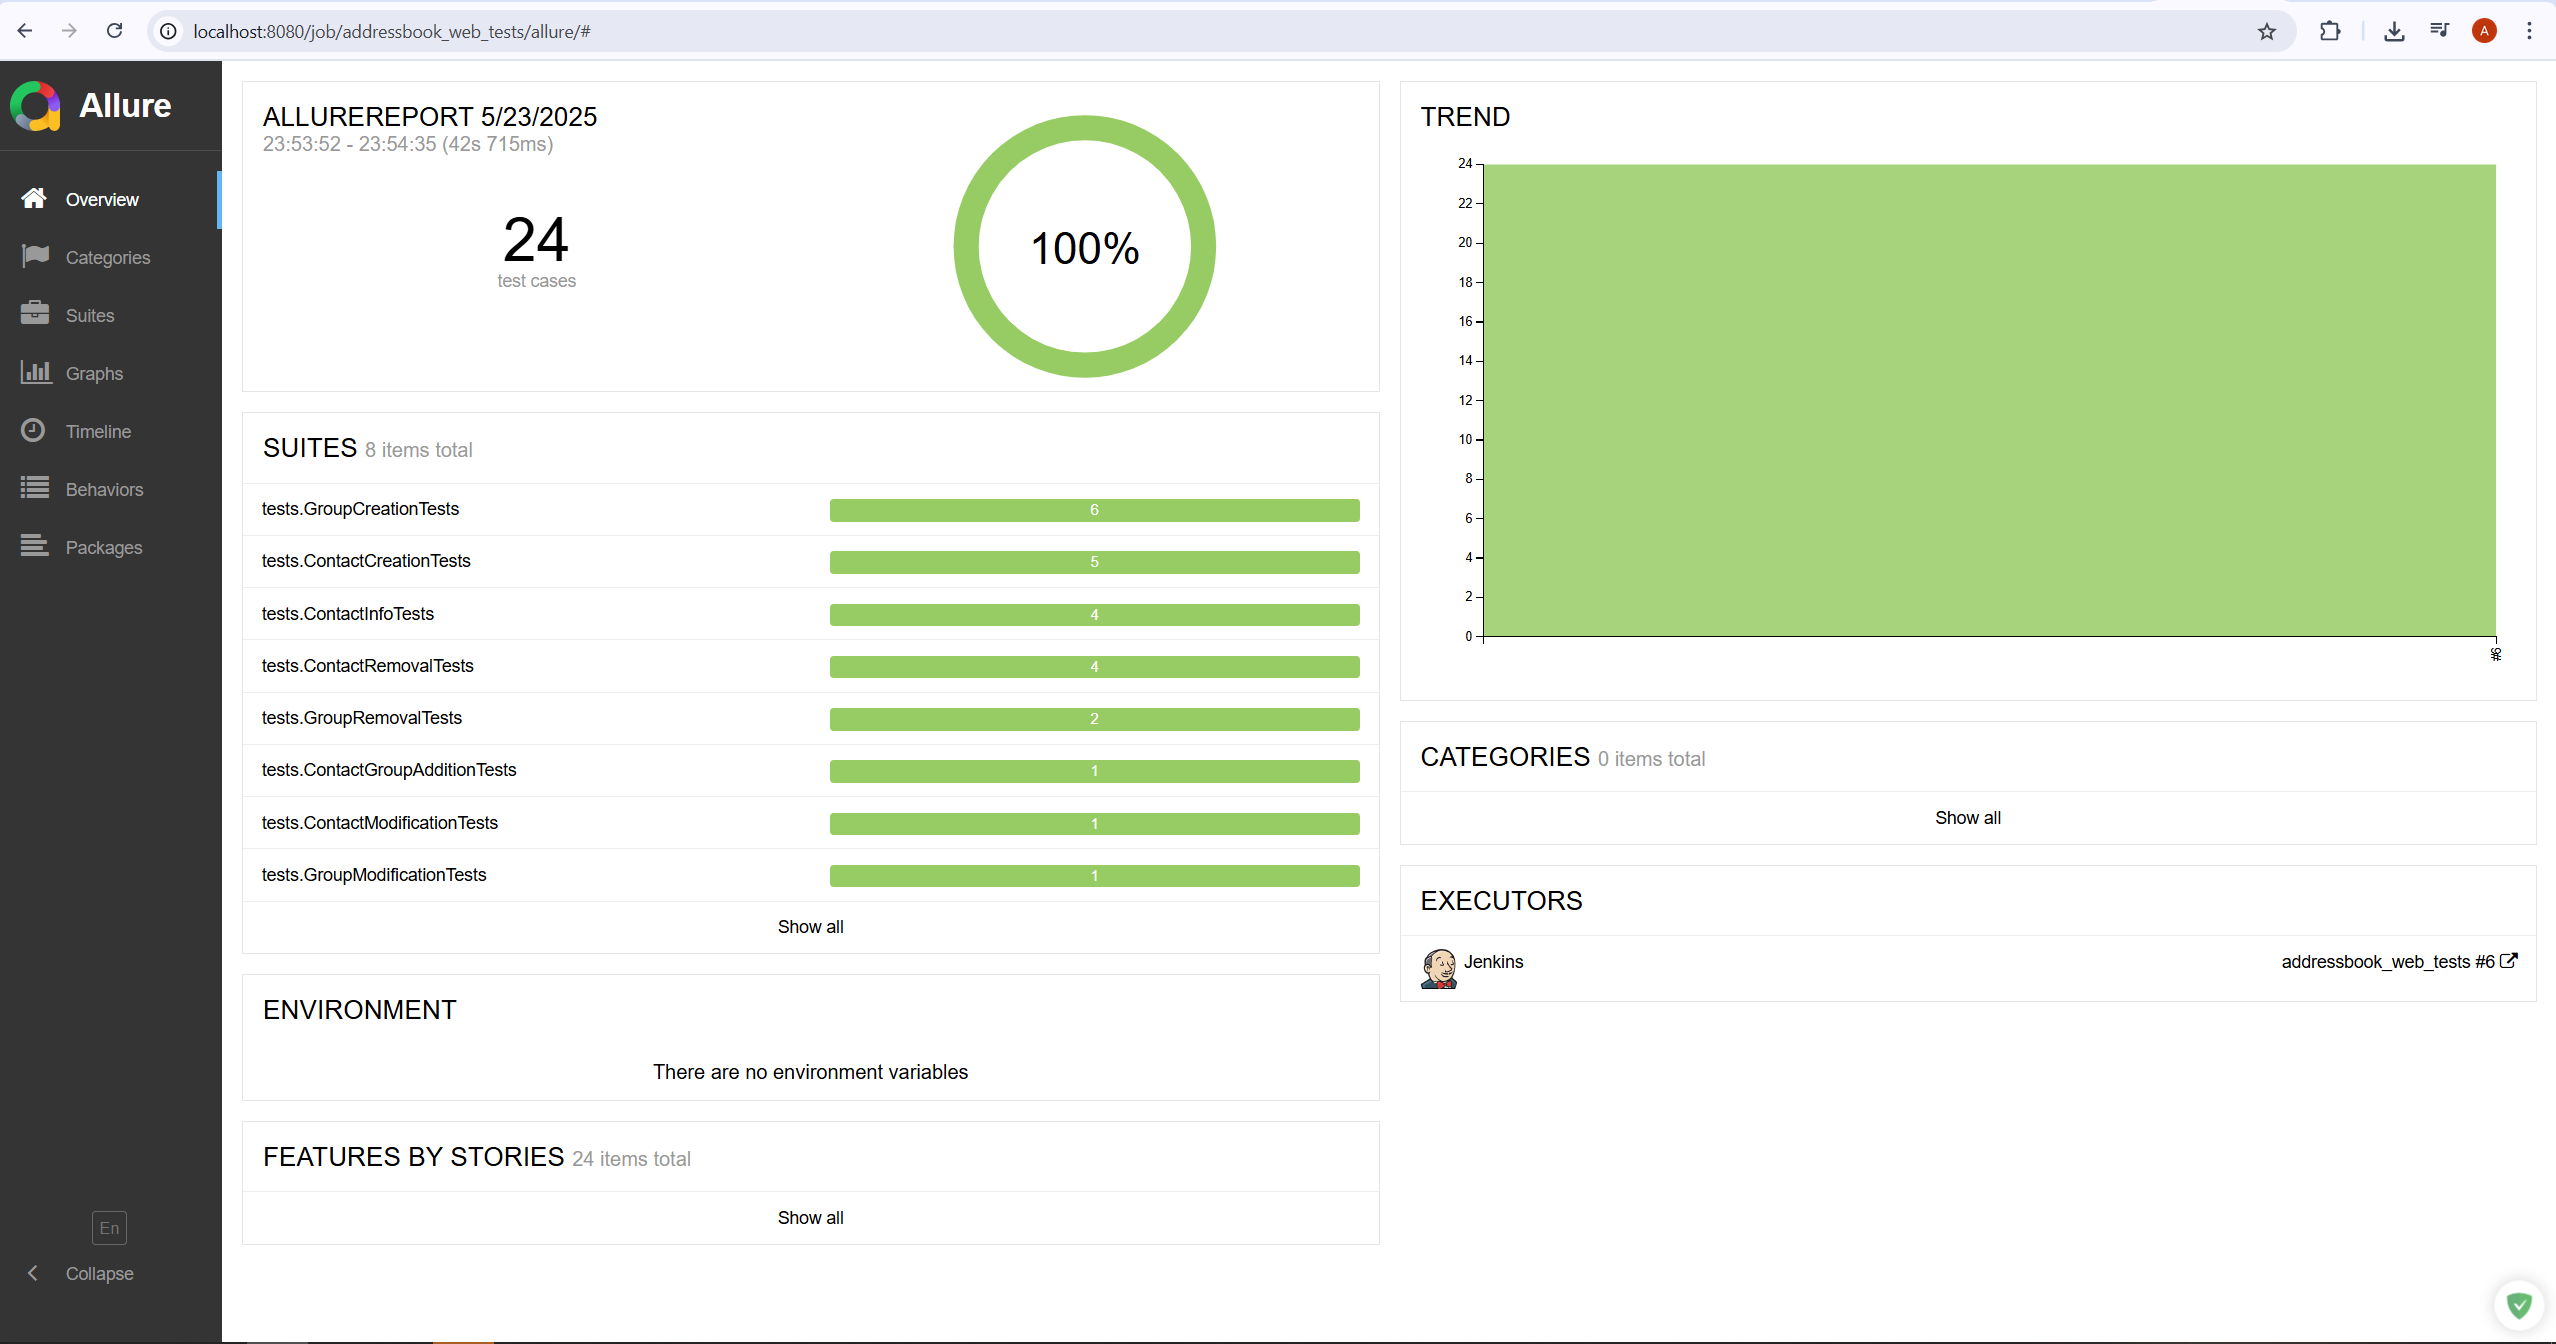 localhost:8080/job/addressbook_web_tests/allure/#
A
Allure
Overview
Categories
Suites
Graphs
Timeline
Behaviors
Packages
En
Collapse
ALLUREREPORT 5/23/2025
23:53:52 - 23:54:35 (42s 715ms)
24
test cases
100%
SUITES 8 items total
tests.GroupCreationTests 6
tests.ContactCreationTests 5
tests.ContactInfoTests 4
tests.ContactRemovalTests 4
tests.GroupRemovalTests 2
tests.ContactGroupAdditionTests 1
tests.ContactModificationTests 1
tests.GroupModificationTests 1
Show all
ENVIRONMENT
There are no environment variables
FEATURES BY STORIES 24 items total
Show all
TREND
24
22
20
18
16
14
12
10
8
6
4
2
0
#6
CATEGORIES 0 items total
Show all
EXECUTORS
Jenkins
addressbook_web_tests #6